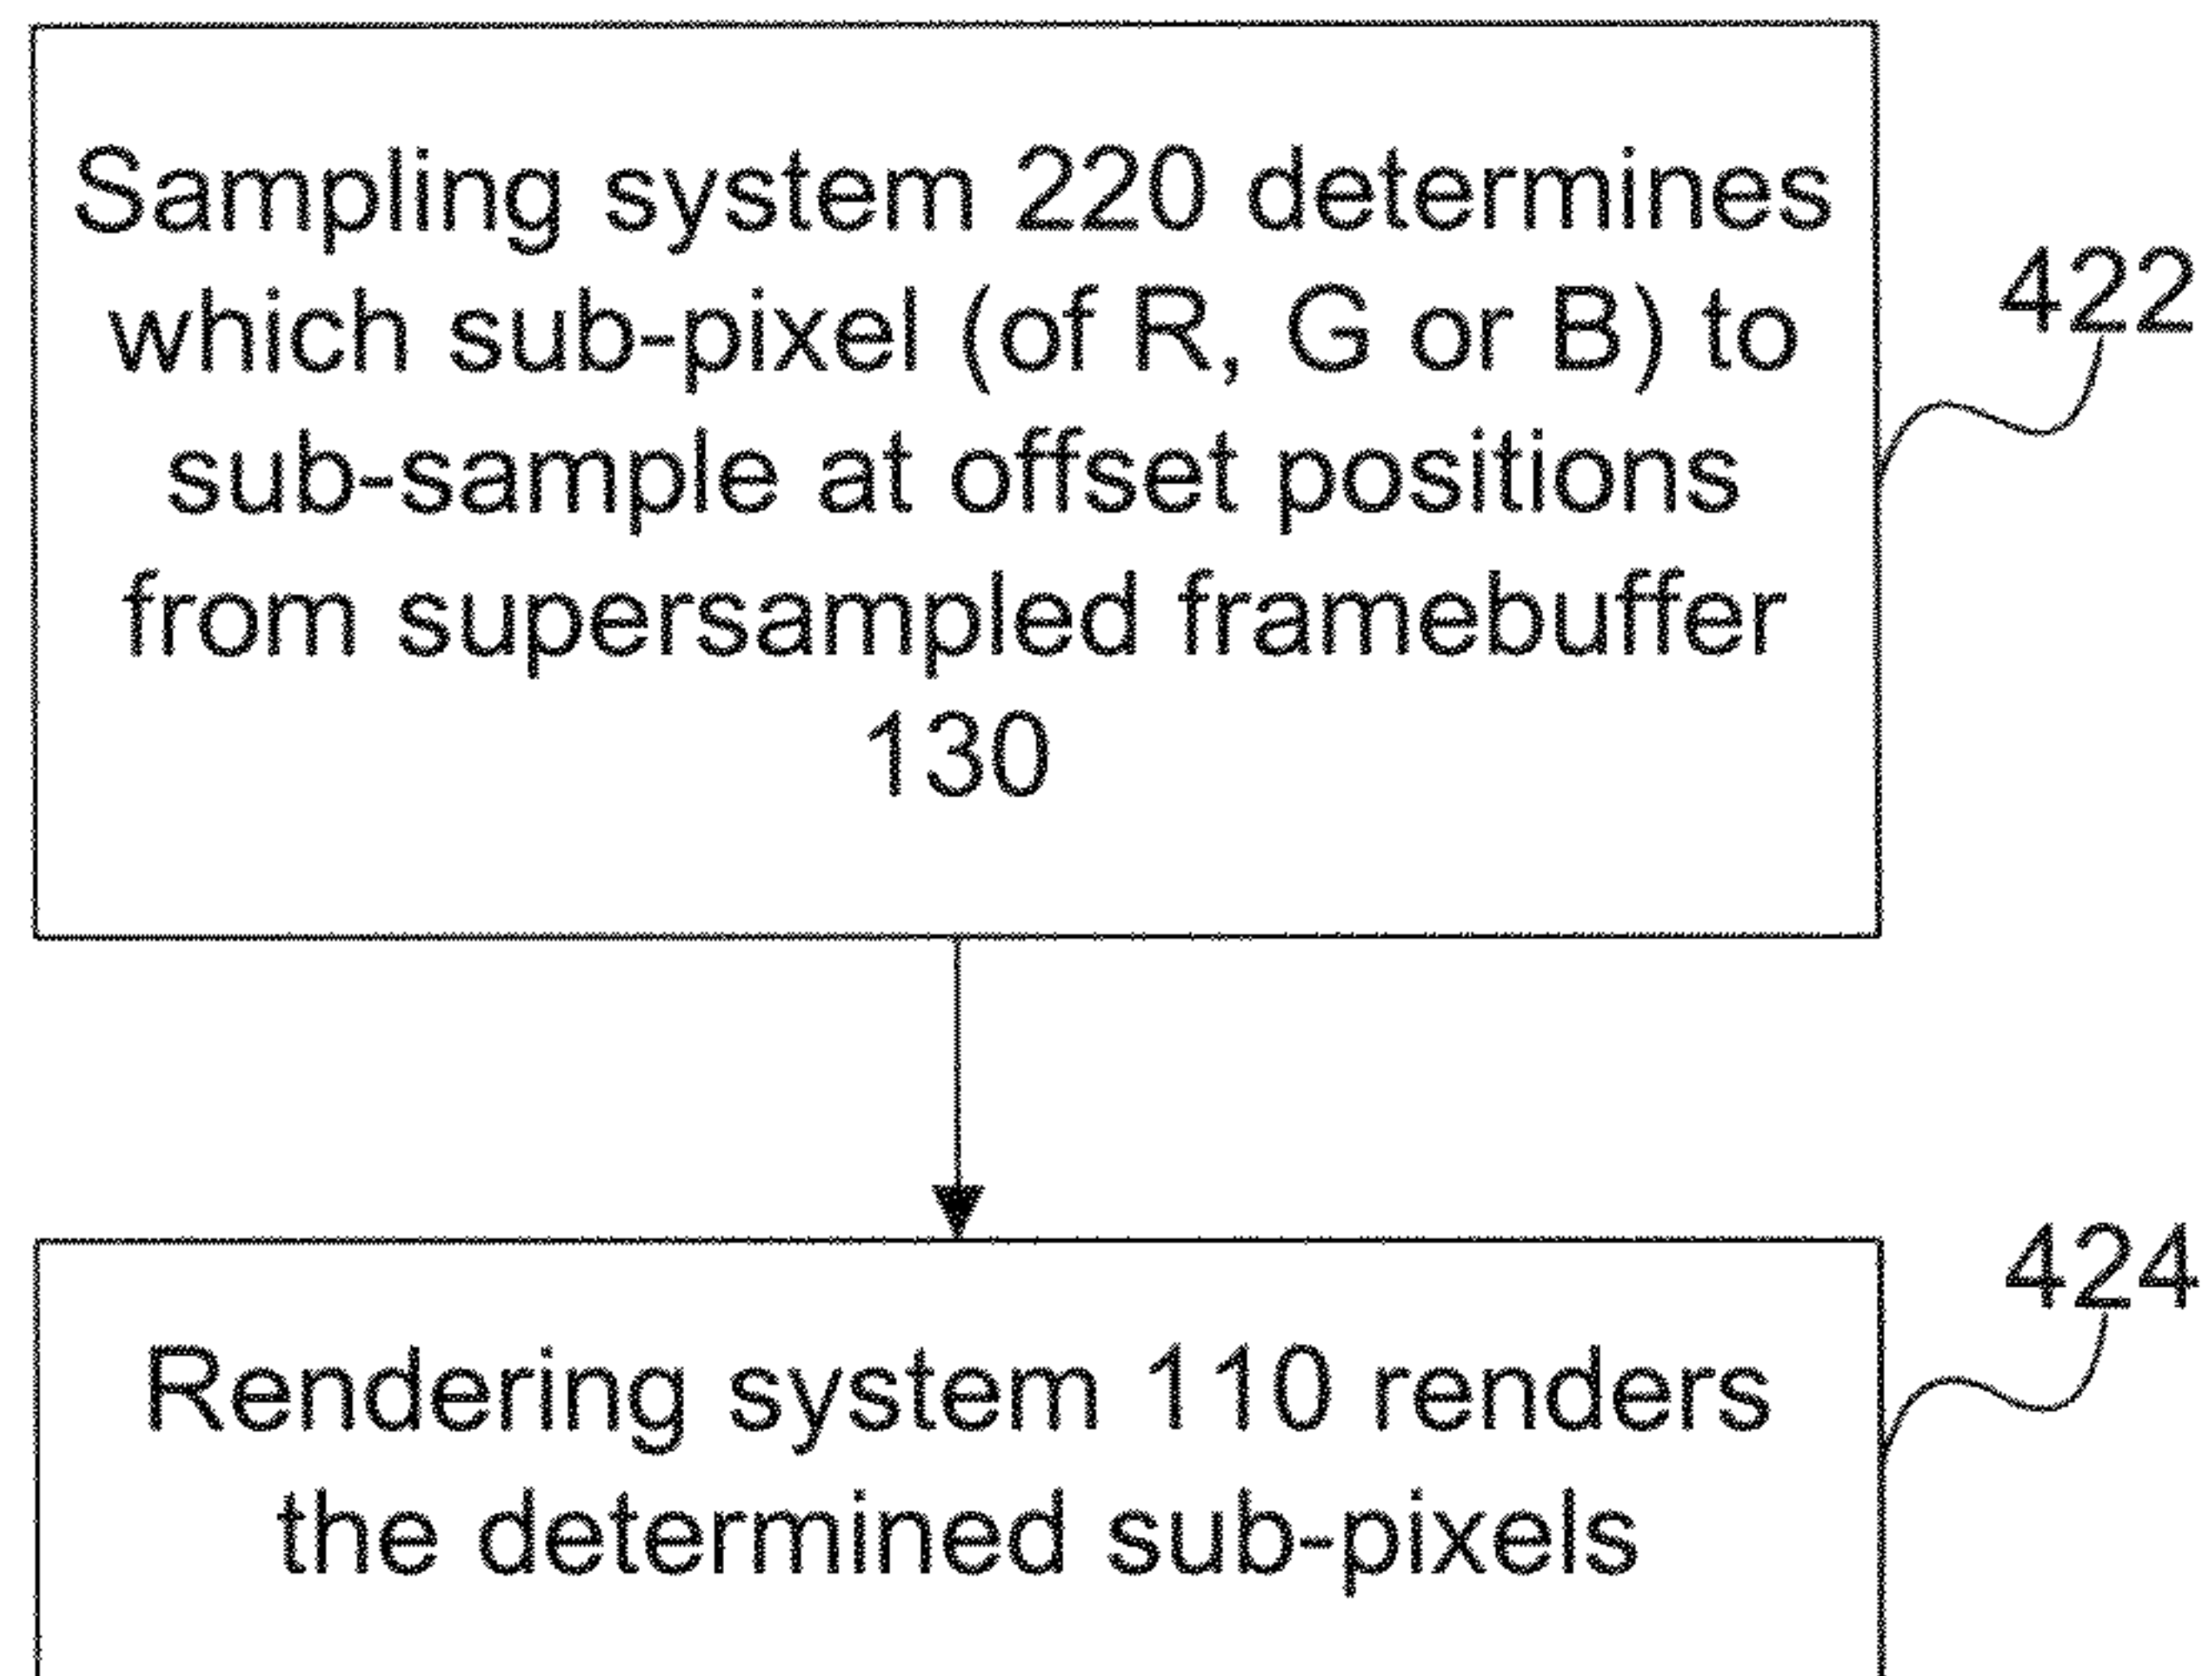 Sampling system 220 determines
which sub-pixel (of R, G or B) to
422
sub-sample at offset positions
from supersampled framebuffer
130
424
Rendering system 110 renders
the determined sub-pixels